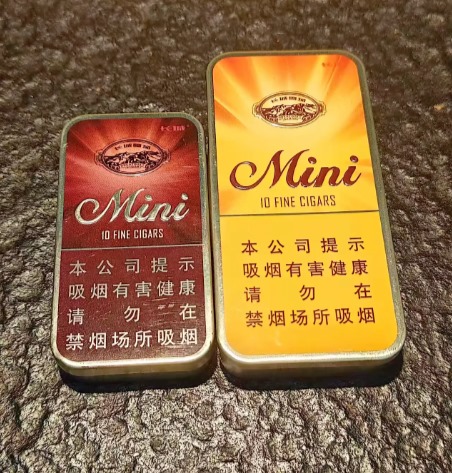 Mini
10 FINE CIGARS
本公司提示
吸烟有害健康
请勿在
禁烟场所吸烟
Mini
10 FINE CIGARS
本公司提示
吸烟有害健康
请勿在
禁烟场所吸烟